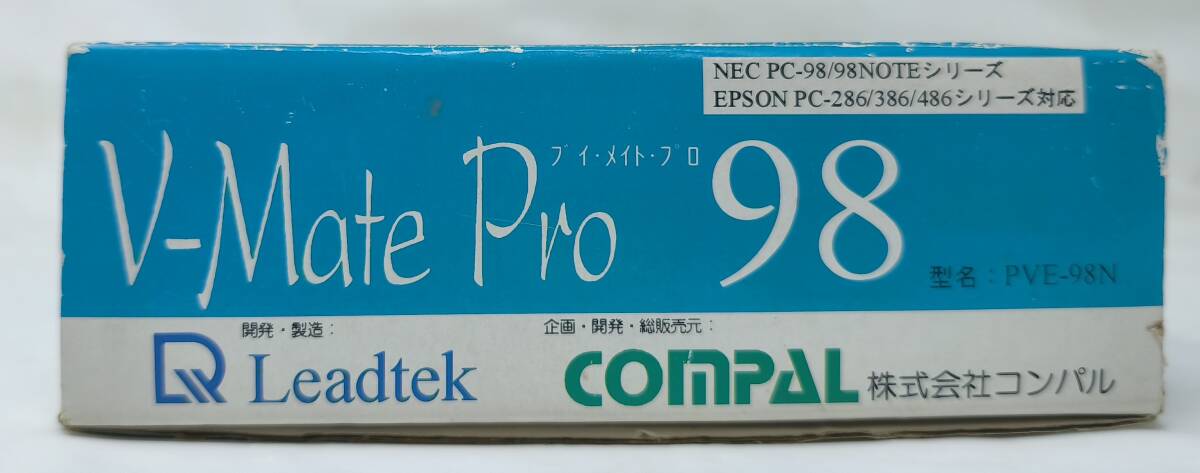 NEC PC-98/98NOTEシリーズ
EPSON PC-286/386/486シリーズ対応
ブイ・メイト・プロ
V-Mate Pro 98
型名：PVE-98N
開発・製造：
Leadtek
企画・開発・総販売元：
COMPAL 株式会社コンパル